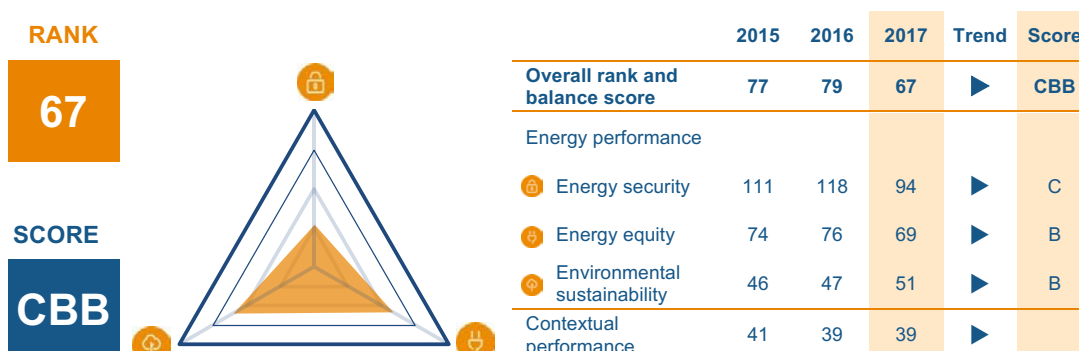 RANK
67
SCORE
CBB
2015 2016 2017 Trend Score
Overall rank and
balance score 77 79 67 CBB
Energy performance
Energy security 111 118 94 C
Energy equity 74 76 69 B
Environmental
sustainability 46 47 51 B
Contextual
performance 41 39 39